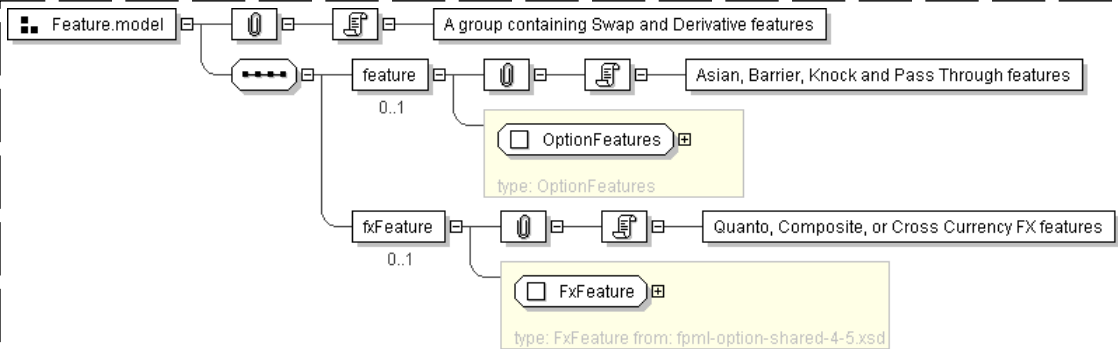 Feature.model
A group containing Swap and Derivative features
feature
Asian, Barrier, Knock and Pass Through features
0..1
OptionFeatures
type: OptionFeatures
fxFeature
Quanto, Composite, or Cross Currency FX features
0..1
FxFeature
type: FxFeature from: fpml-option-shared-4-5.xsd